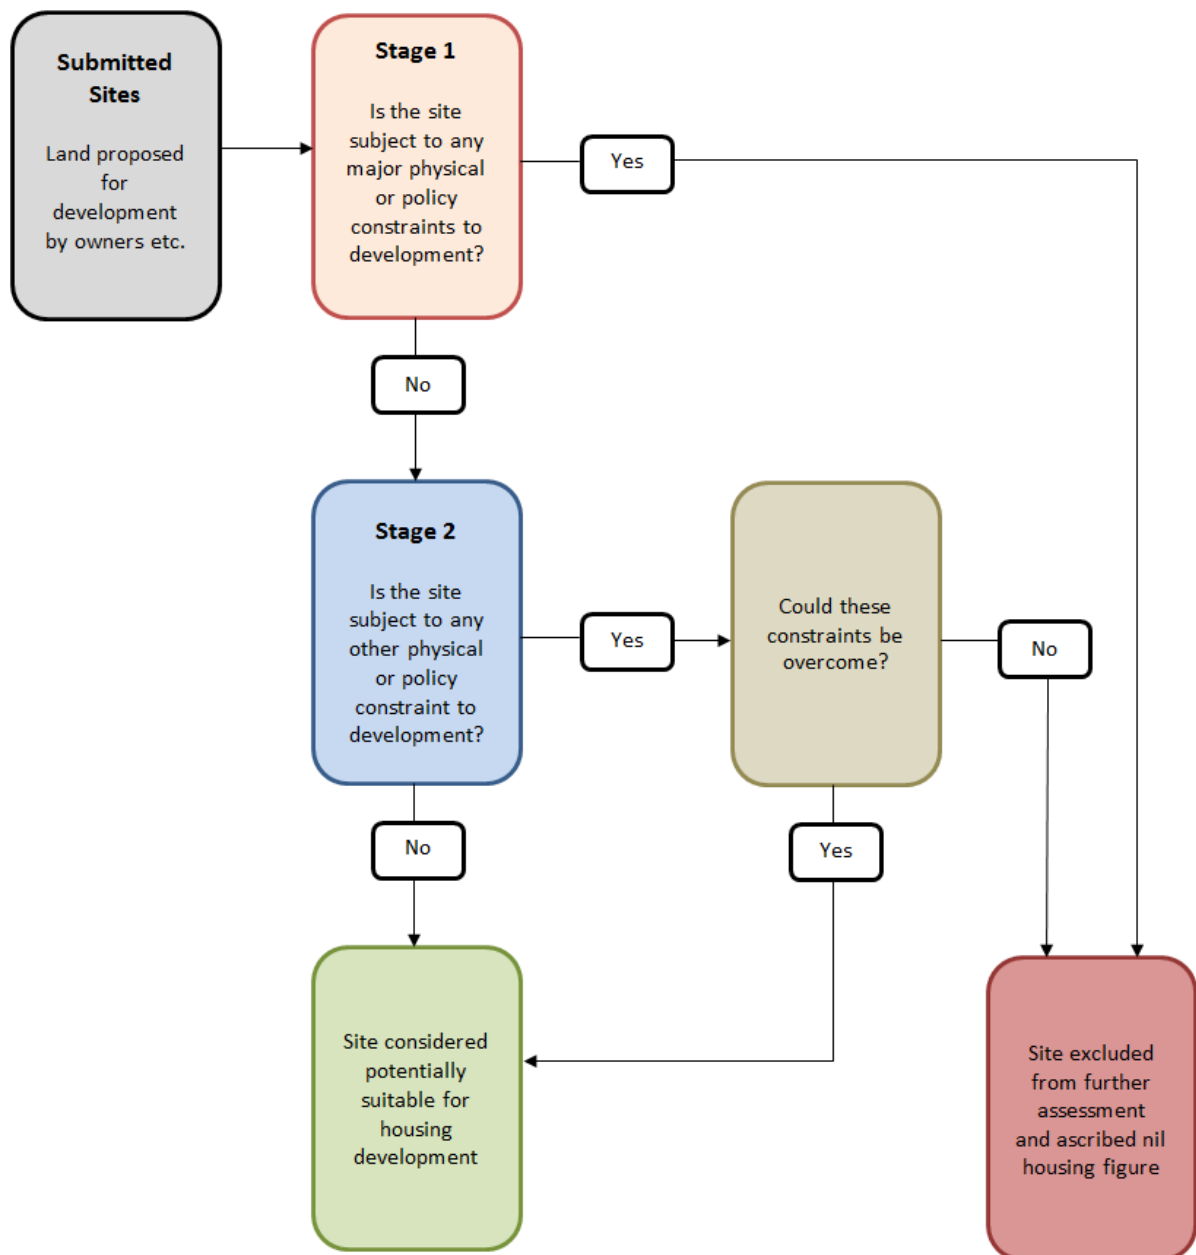 Submitted
Sites
Land proposed
for
development
by owners etc.
Stage 1
Is the site
subject to any
major physical
or policy
constraints to
development?
Yes
No
Stage 2
Is the site
subject to any
other physical
or policy
constraint to
development?
Yes
Could these
constraints be
overcome?
No
No
Yes
Site considered
potentially
suitable for
housing
development
Site excluded
from further
assessment
and ascribed nil
housing figure